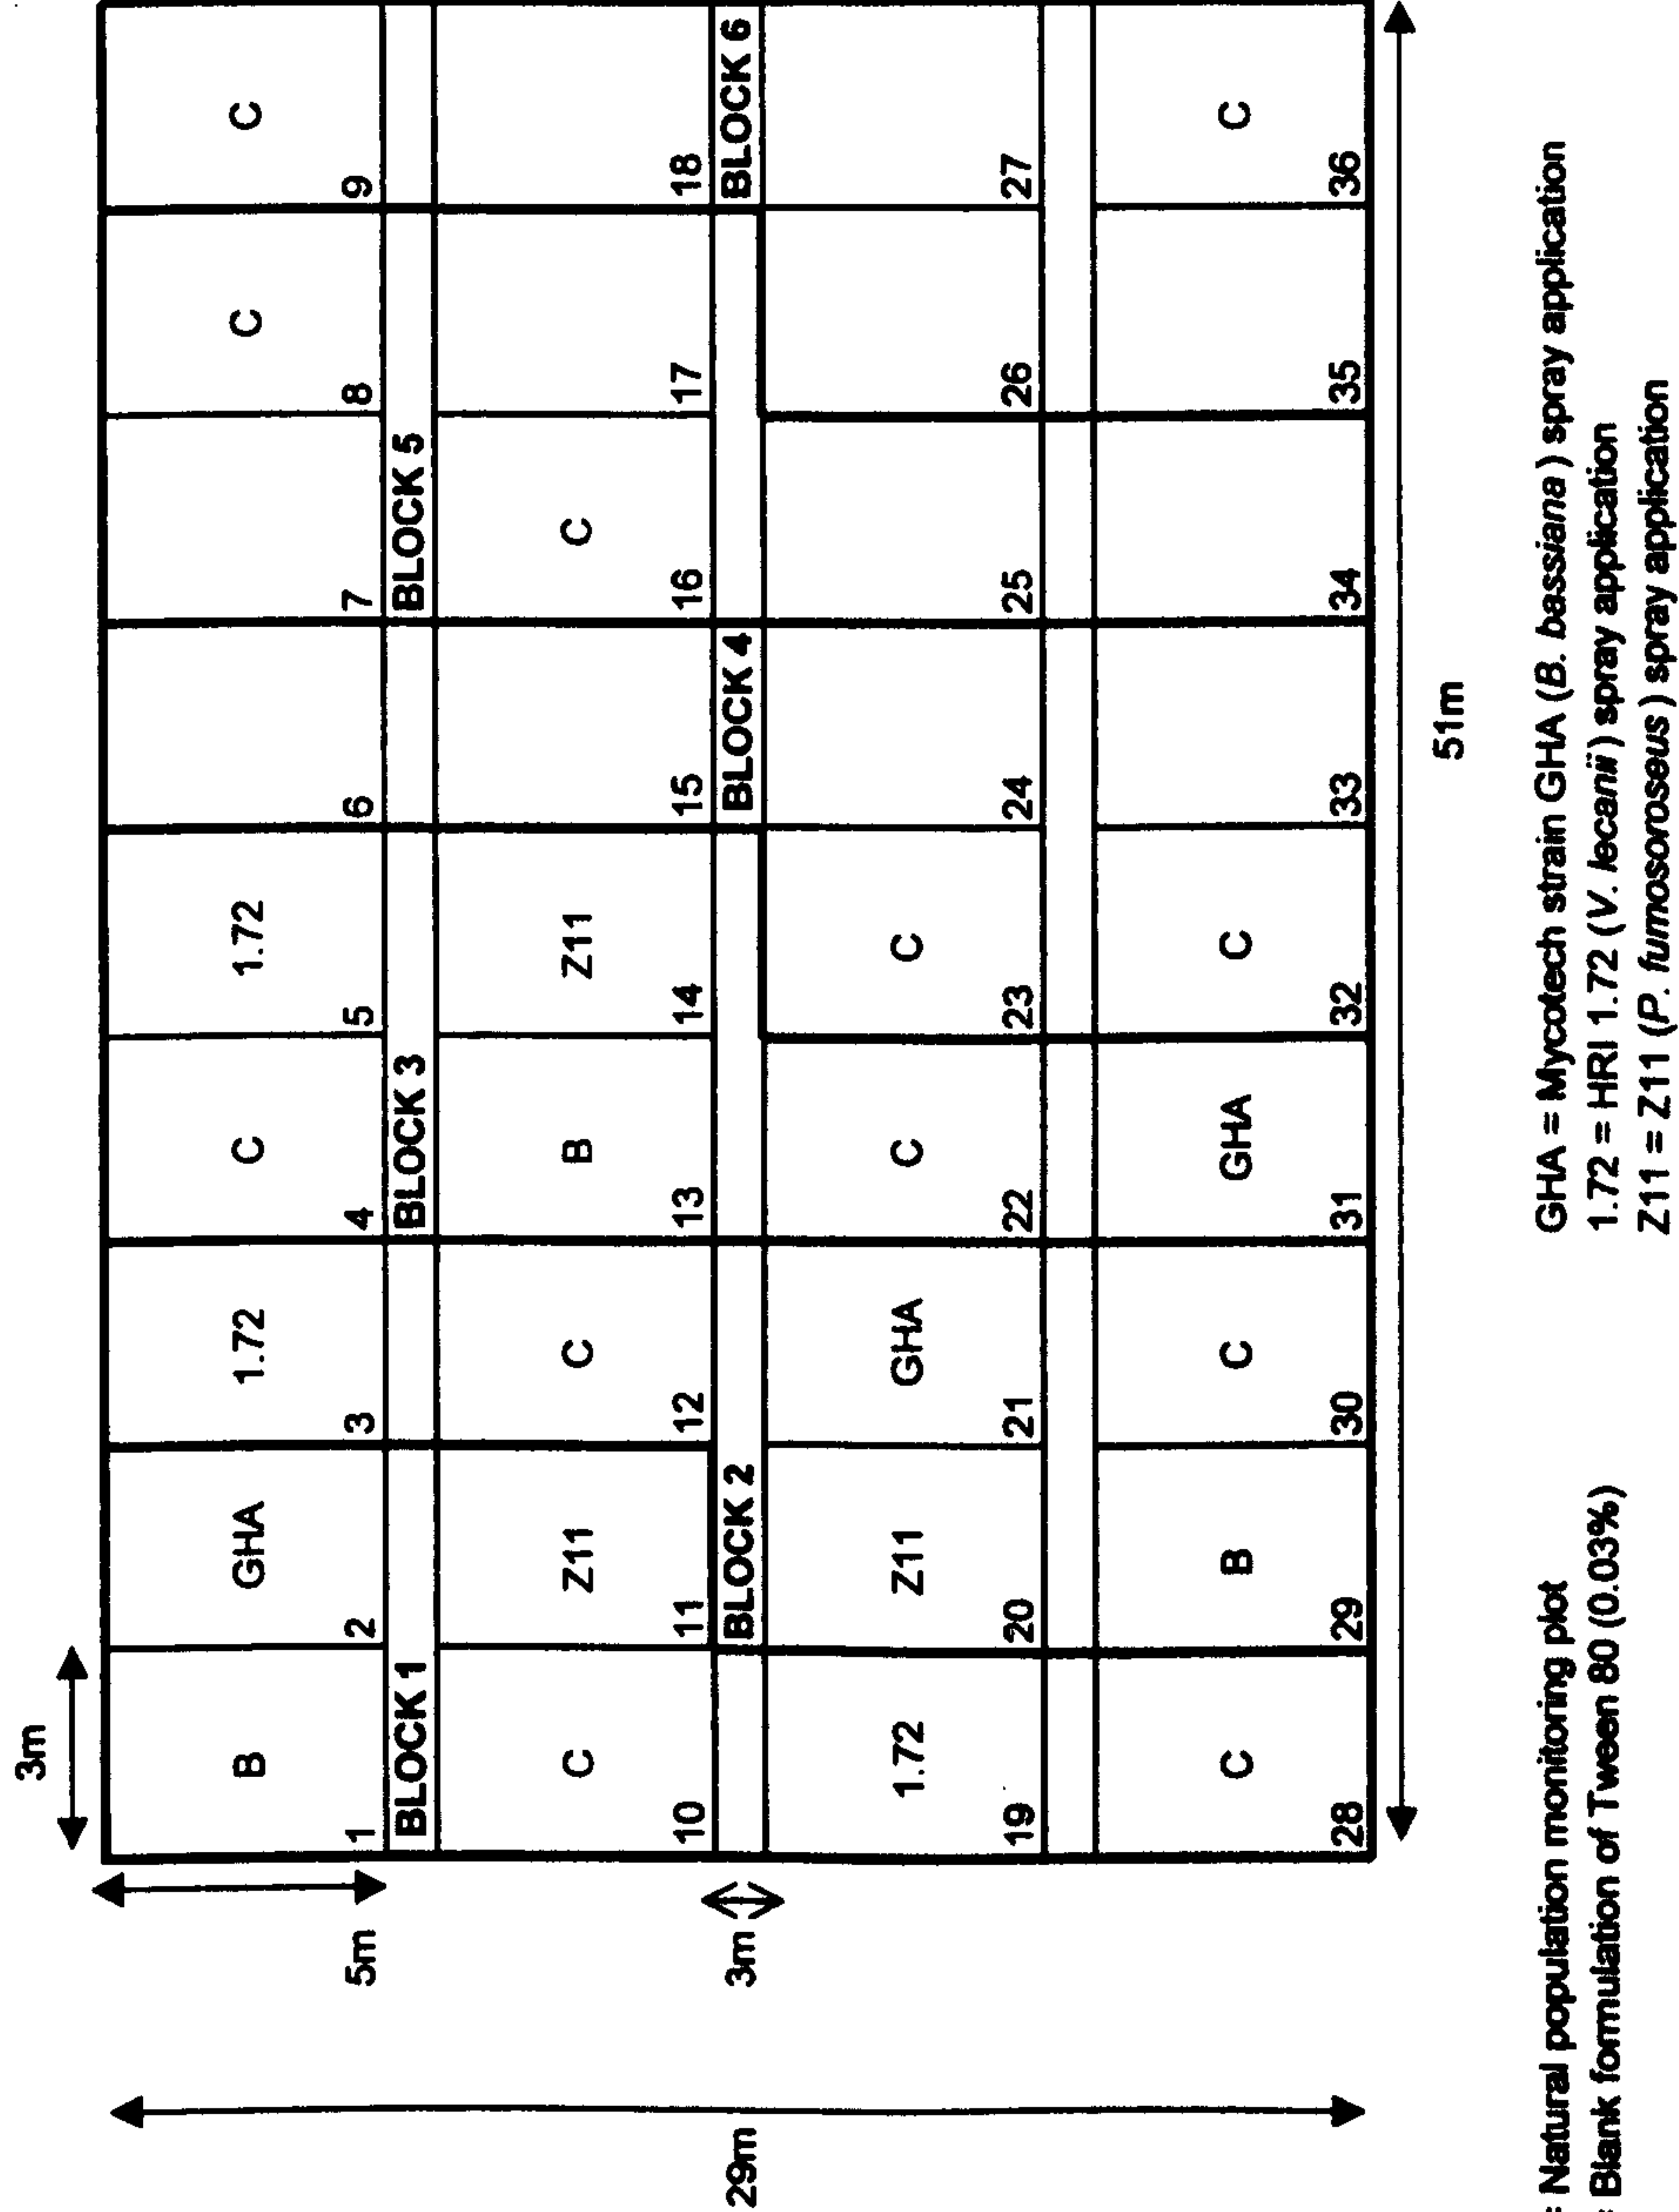 3m
B GHA 1.72 C 1.72 C C
5m 1 2 3 4 5 6 7 8 9
BLOCK 1 BLOCK 3 BLOCK 5
C Z11 C B Z11 C
10 11 12 13 14 15 16 17 18
29m 3m BLOCK 2 BLOCK 4 BLOCK 6
1.72 Z11 GHA C C
19 20 21 22 23 24 25 26 27
C B C GHA C C
28 29 30 31 32 33 34 35 36
51m
= Natural population monitoring plot GHA = Mycotech strain GHA (B. bassiana) spray application
= Blank formulation of Tween 80 (0.03%) 1.72 = HRI 1.72 (V. lecanii) spray application
Z11 = Z11 (P. fumosoroseus) spray application